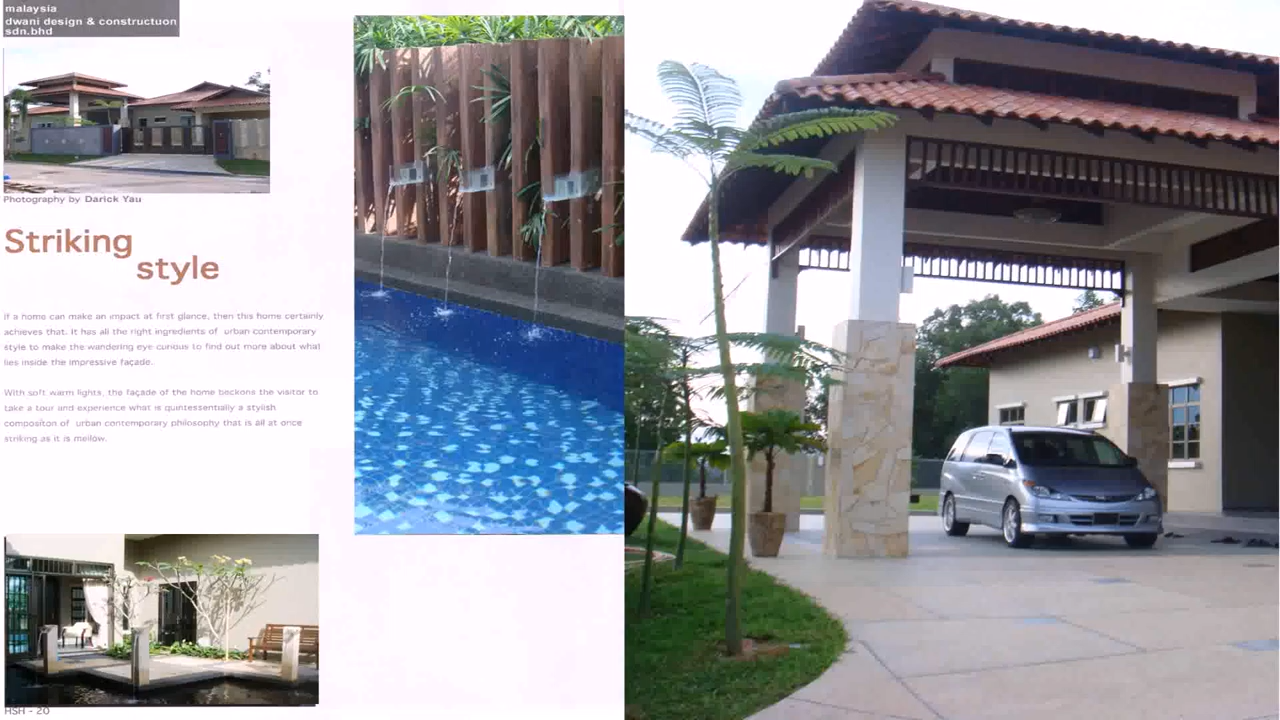 malaysia
dwani design & constructuon
sdn.bhd
Photography by Darick Yau
Striking
style
If a home can make an impact at first glance, then this home certainly
achieves that. It has all the right ingredients of urban contemporary
style to make the wandering eye curious to find out more about what
lies inside the impressive façade.
With soft warm lights, the façade of the home beckons the visitor to
take a tour and experience what is quintessentially a stylish
compositon of urban contemporary philosophy that is all at once
striking as it is mellow.
HSH - 20